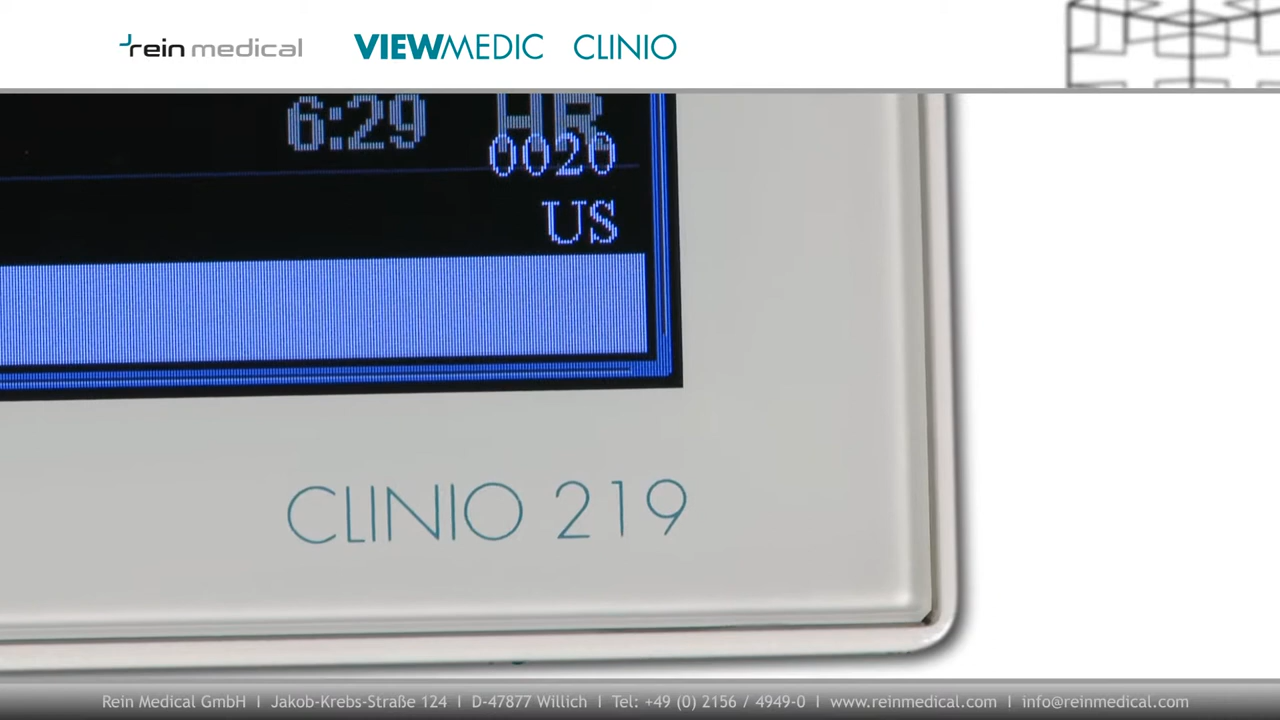 rein medical VIEWMEDIC CLINIO
6:29 HR
0020
US
CLINIO 219
Rein Medical GmbH | Jakob-Krebs-Straße 124 | D-47877 Willich | Tel: +49 (0) 2156 / 4949-0 | www.reinmedical.com | info@reinmedical.com